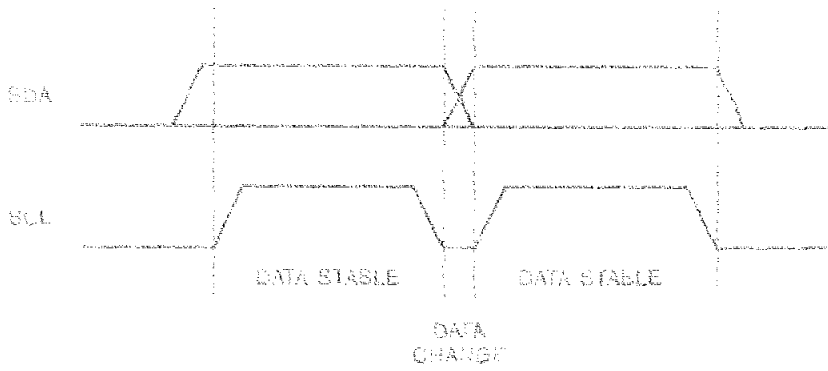 SDA
SCL
DATA STABLE
DATA STABLE
DATA
CHANGE